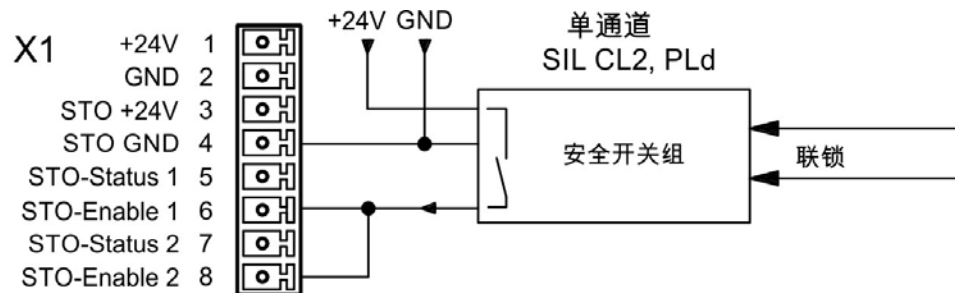 X1
+24V 1
GND 2
STO +24V 3
STO GND 4
STO-Status 1 5
STO-Enable 1 6
STO-Status 2 7
STO-Enable 2 8
+24V GND
单通道
SIL CL2, PLd
安全开关组
联锁